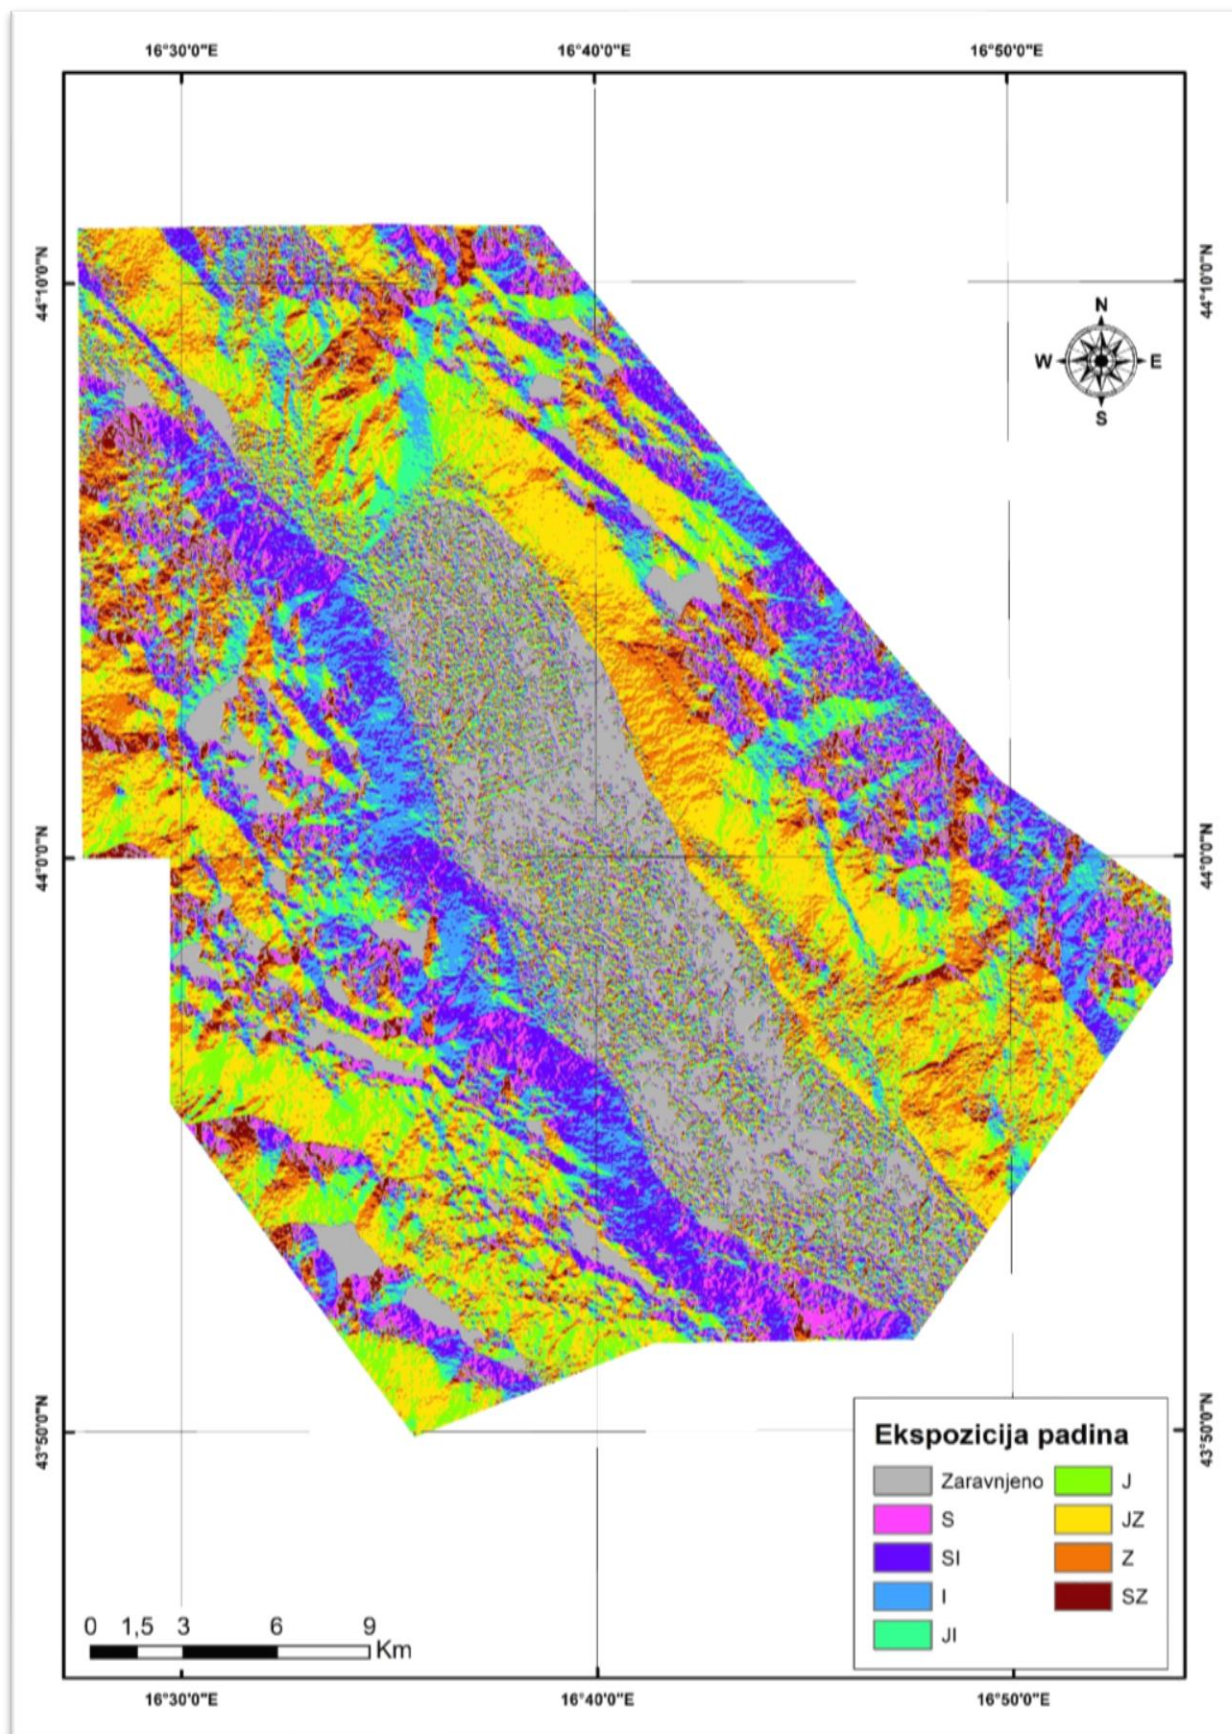 16°30'0"E 16°40'0"E 16°50'0"E
44°10'0"N 44°10'0"N
N
W E
S
44°0'0"N 44°0'0"N
43°50'0"N 43°50'0"N
Ekspozicija padina
Zaravnjeno J
S JZ
SI Z
I SZ
JI
0 1,5 3 6 9
Km
16°30'0"E 16°40'0"E 16°50'0"E